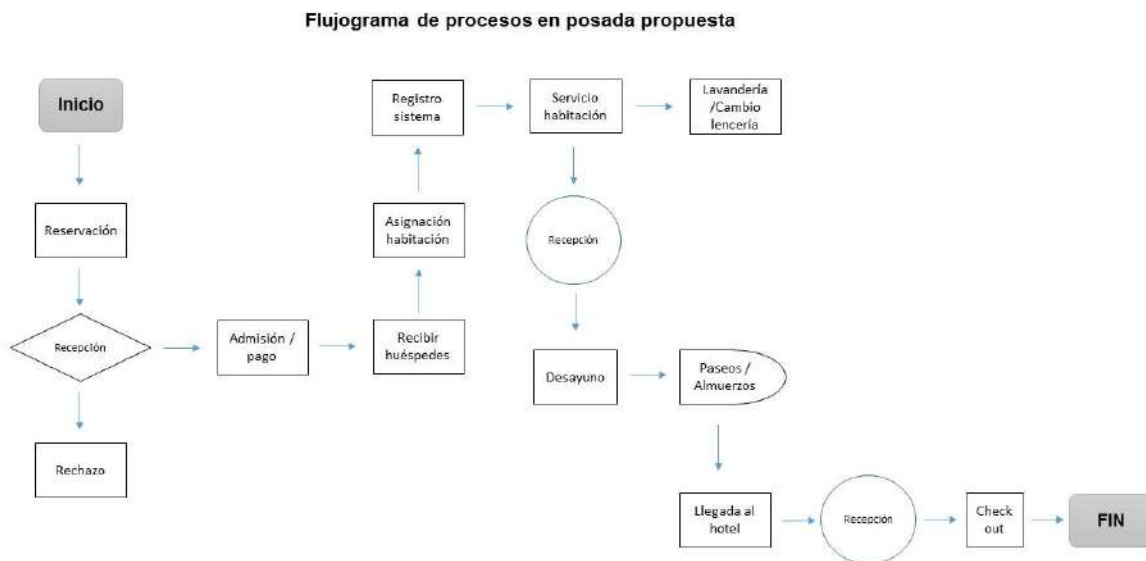 Flujograma de procesos en posada propuesta
Inicio
Reservación
Recepción
Rechazo
Admisión /
pago
Recibir
huéspedes
Asignación
habitación
Registro
sistema
Servicio
habitación
Lavandería
/Cambio
lencería
Recepción
Desayuno
Paseos /
Almuerzos
Llegada al
hotel
Recepción
Check
out
FIN